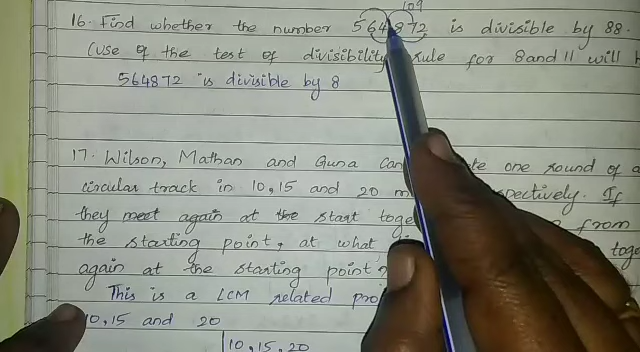 109
16. Find whether the number 564872 is divisible by 88.
(use of the test of divisibility rule for 8 and 11 will
564872 is divisible by 8
17. Wilson, Mathan and Guna can one round of a
circular track in 10, 15 and 20 If
they meet again at the start from
the starting point, at what
again at the starting point?
This is a LCM related
10, 15 and 20
10, 15, 20